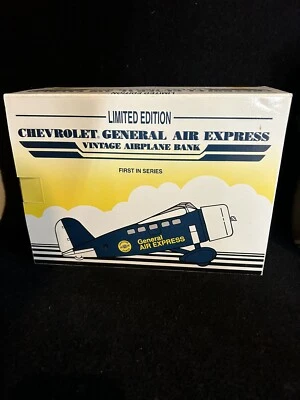 LIMITED EDITION
CHEVROLET GENERAL AIR EXPRESS
VINTAGE AIRPLANE BANK
FIRST IN SERIES
General
AIR EXPRESS